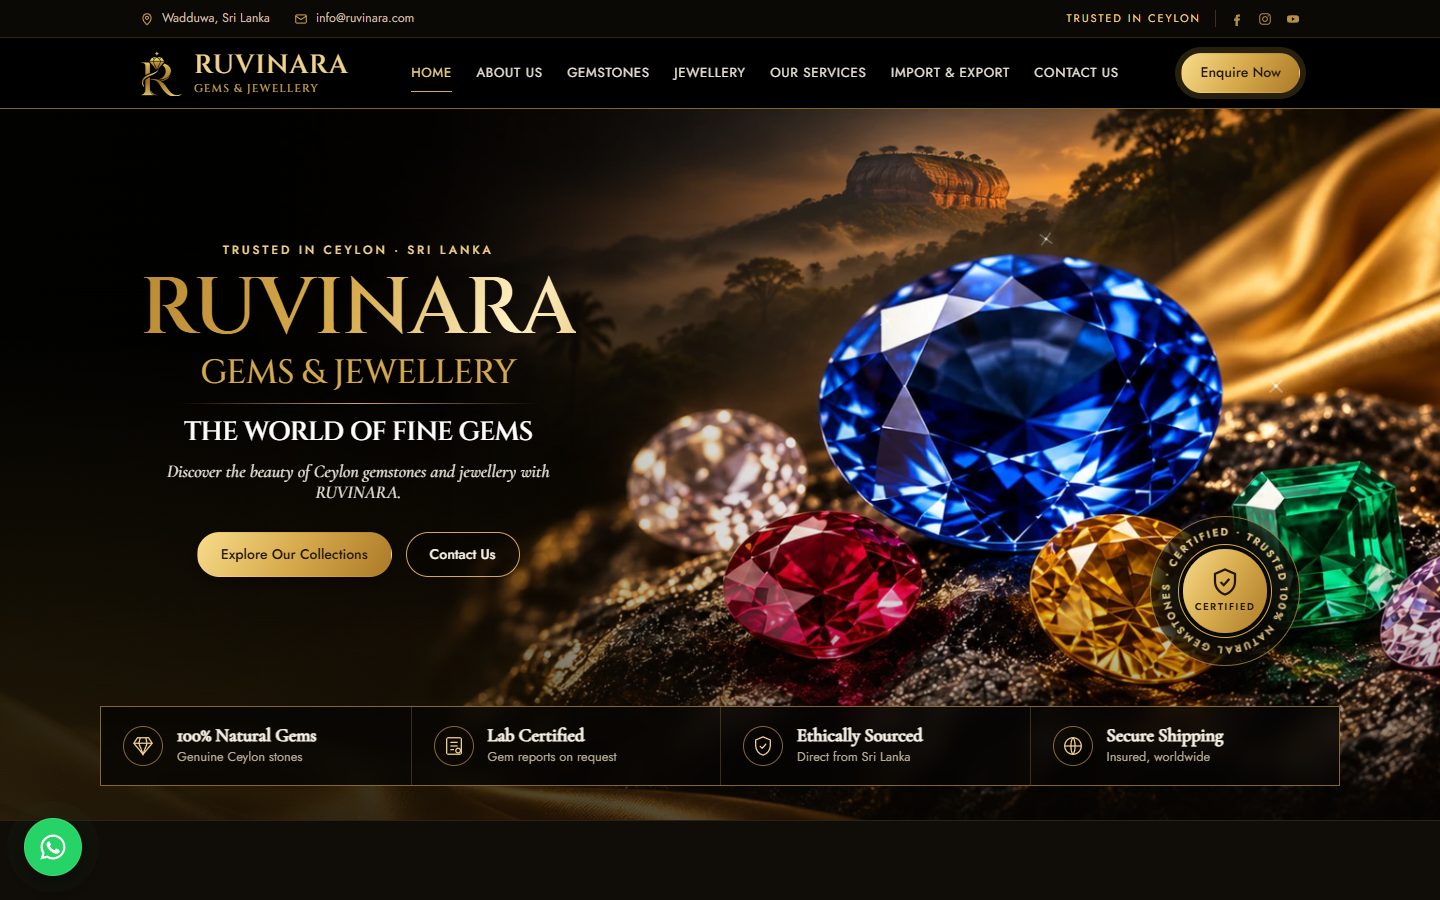 Wadduwa, Sri Lanka
info@ruvinara.com
TRUSTED IN CEYLON
RUVINARA
GEMS & JEWELLERY
HOME
ABOUT US
GEMSTONES
JEWELLERY
OUR SERVICES
IMPORT & EXPORT
CONTACT US
Enquire Now
TRUSTED IN CEYLON · SRI LANKA
RUVINARA
GEMS & JEWELLERY
THE WORLD OF FINE GEMS
Discover the beauty of Ceylon gemstones and jewellery with
RUVINARA.
Explore Our Collections
Contact Us
CERTIFIED · TRUSTED 100% NATURAL GEMSTONES ·
CERTIFIED
100% Natural Gems
Genuine Ceylon stones
Lab Certified
Gem reports on request
Ethically Sourced
Direct from Sri Lanka
Secure Shipping
Insured, worldwide